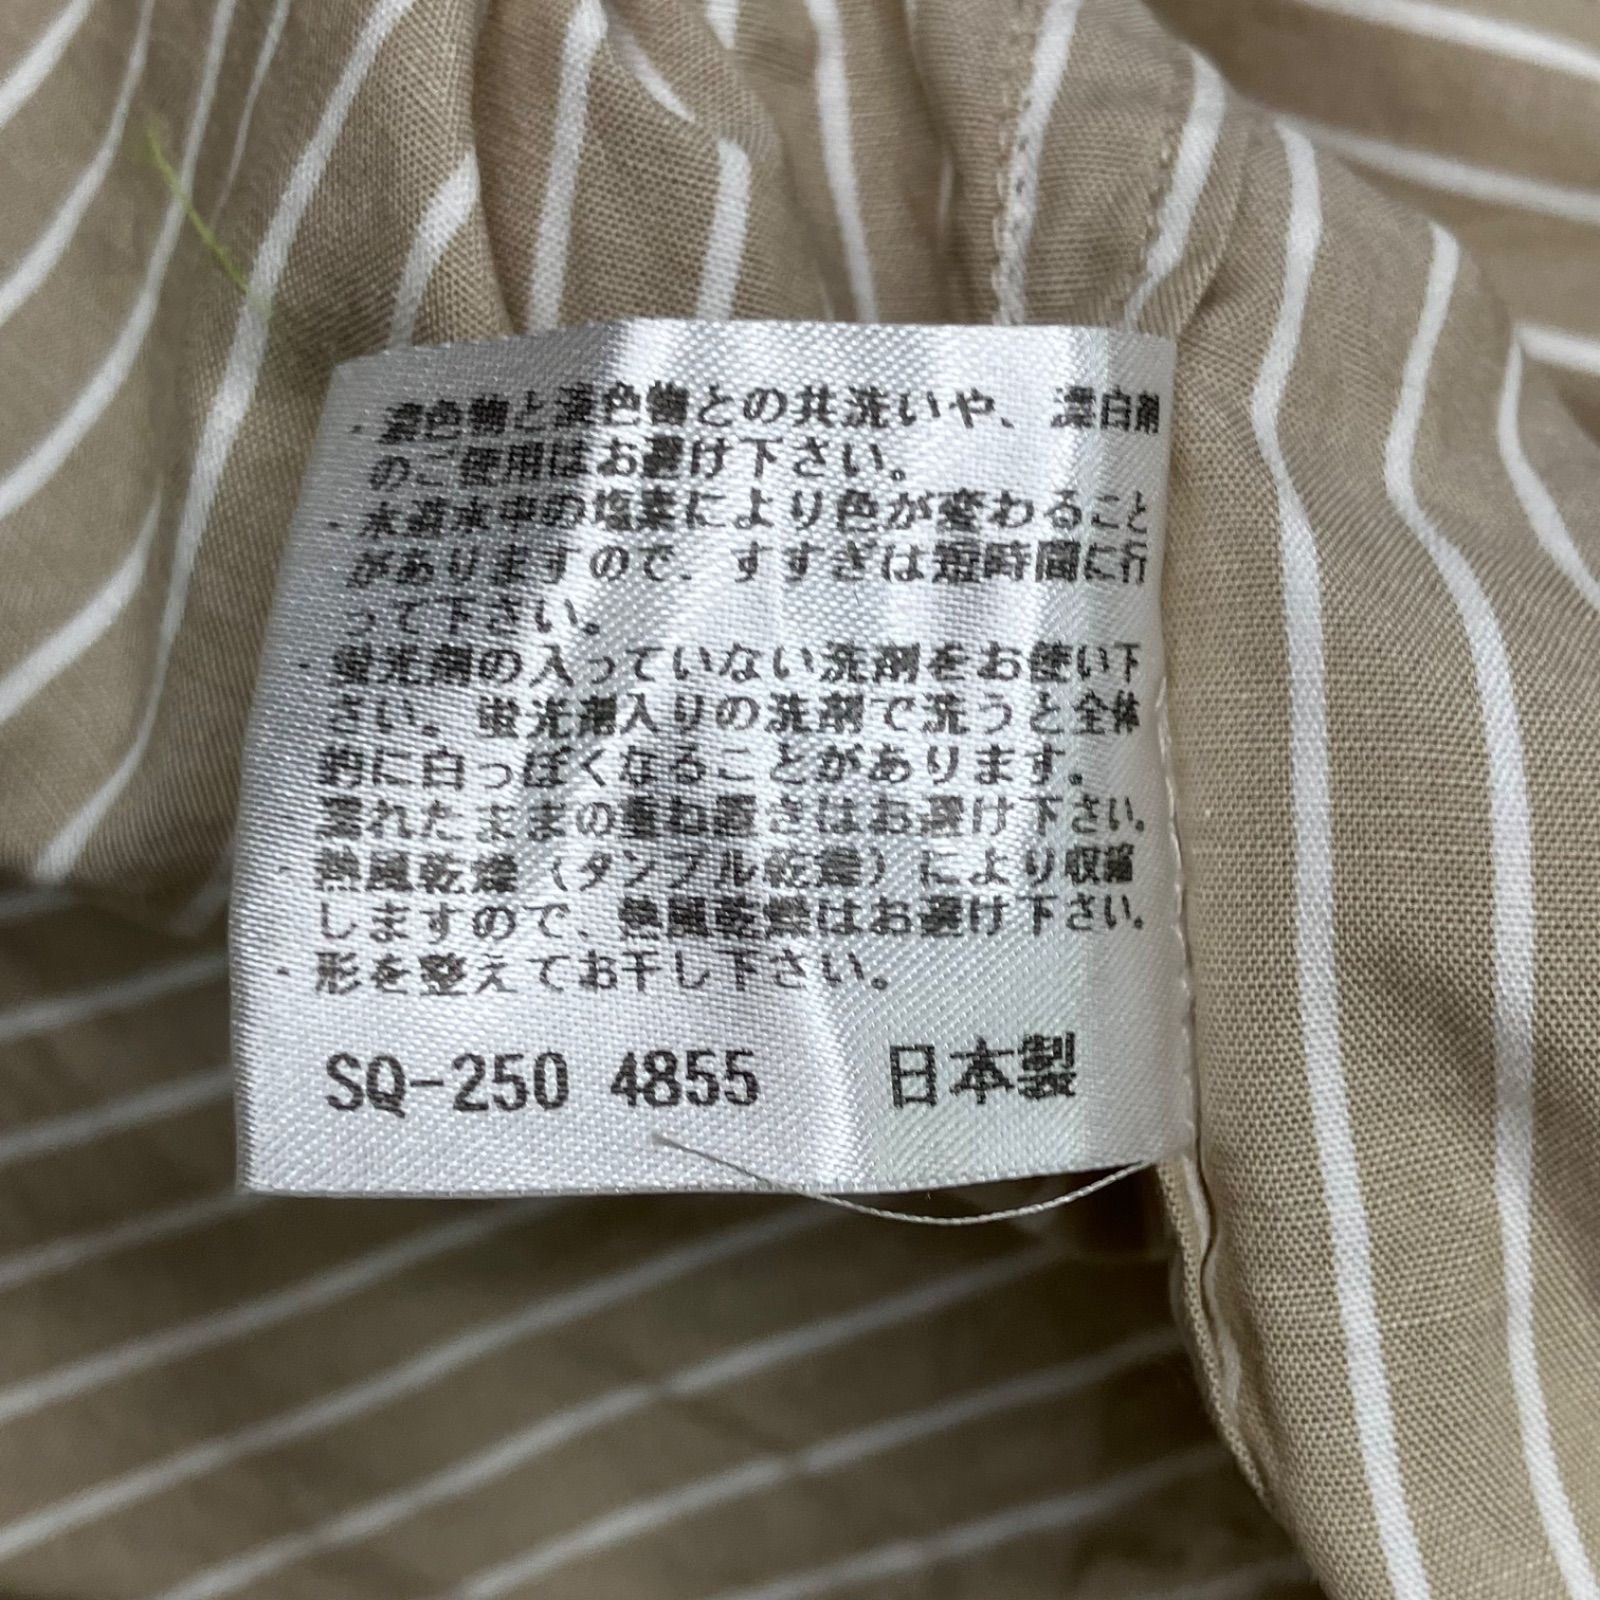 ・濃色物と淡色物との共洗いや、漂白剤
のご使用はお避け下さい。
・水道水中の塩素により色が変わること
がありますので、すすぎは短時間に行
って下さい。
・蛍光剤の入っていない洗剤をお使い下
さい。蛍光剤入りの洗剤で洗うと全体
的に白っぽくなることがあります。
濡れたままの重ね置きはお避け下さい。
・熱風乾燥(タンブル乾燥)により収縮
しますので、熱風乾燥はお避け下さい。
・形を整えてお干し下さい。
SQ-250 4855 日本製